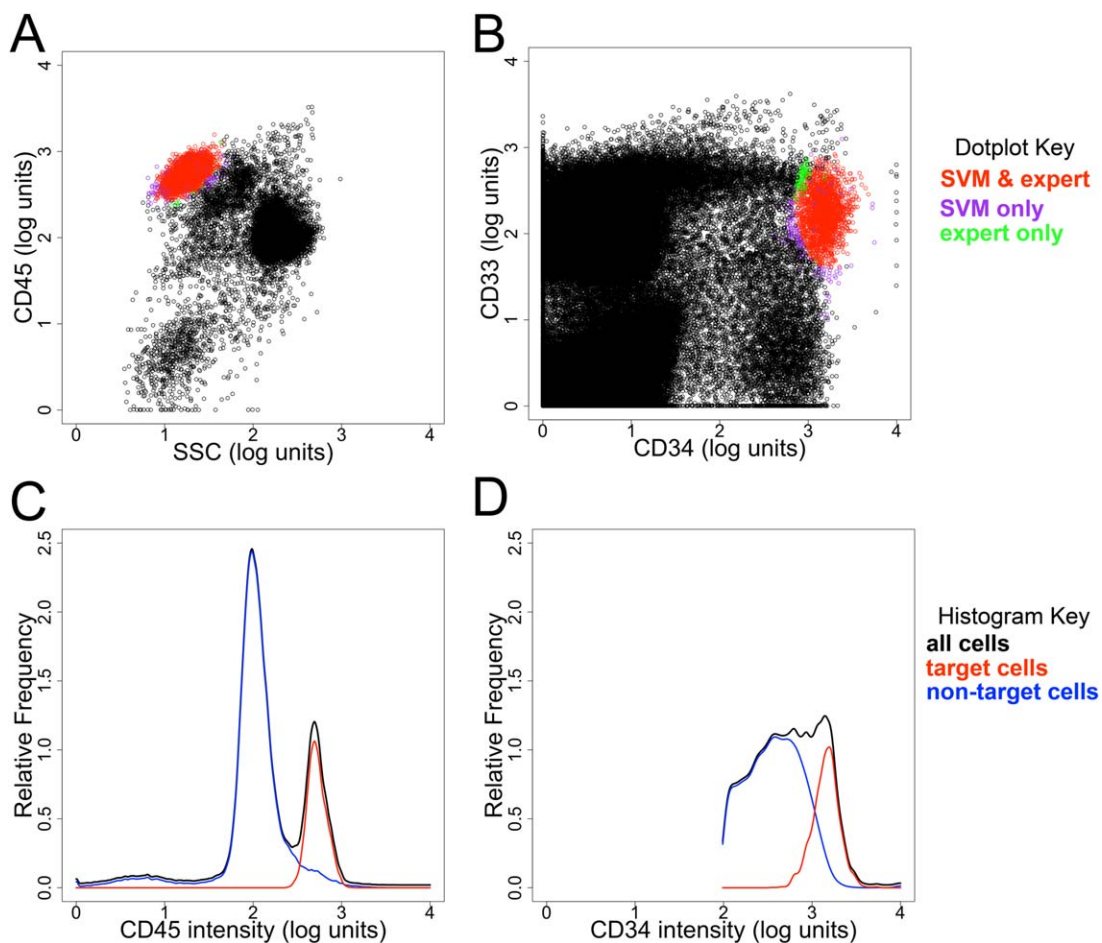 A
4
3
2
1
0
CD45 (log units)
0 1 2 3 4
SSC (log units)
B
4
3
2
1
0
CD33 (log units)
0 1 2 3 4
CD34 (log units)
Dotplot Key
SVM & expert
SVM only
expert only
C
2.5
2.0
1.5
1.0
0.5
0.0
Relative Frequency
0 1 2 3 4
CD45 intensity (log units)
D
2.5
2.0
1.5
1.0
0.5
0.0
Relative Frequency
0 1 2 3 4
CD34 intensity (log units)
Histogram Key
all cells
target cells
non-target cells